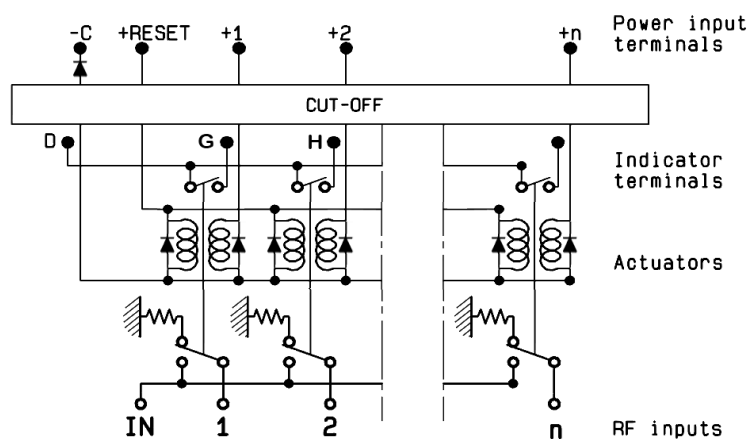 -C +RESET +1 +2 +n
Power input
terminals
CUT-OFF
D G H
Indicator
terminals
Actuators
IN 1 2 n
RF inputs